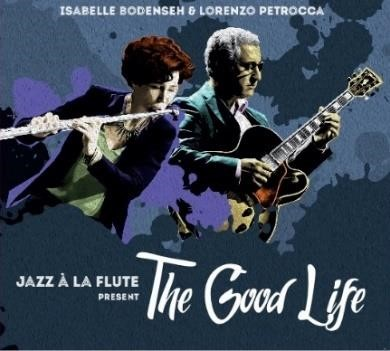 ISABELLE BODENSEH & LORENZO PETROCCA
JAZZ À LA FLUTE
PRESENT
The Good Life